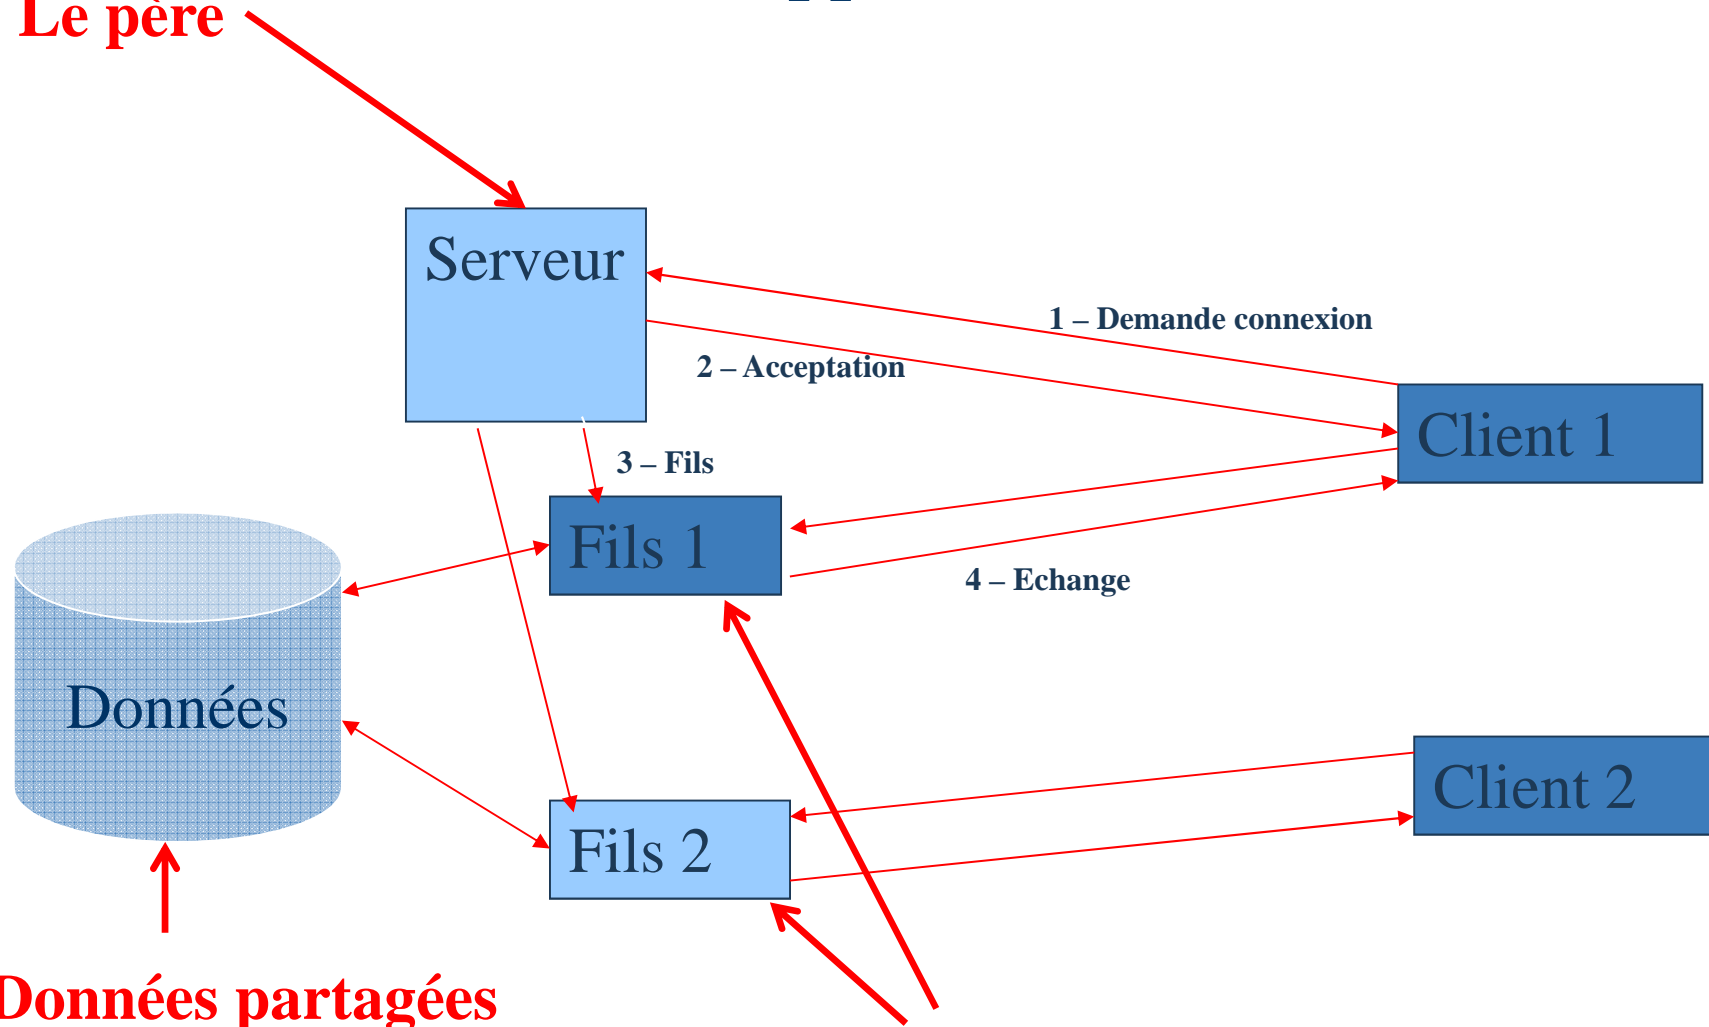 Le père
Serveur
1 – Demande connexion
2 – Acceptation
Client 1
3 – Fils
Fils 1
4 – Echange
Données
Client 2
Fils 2
Données partagées